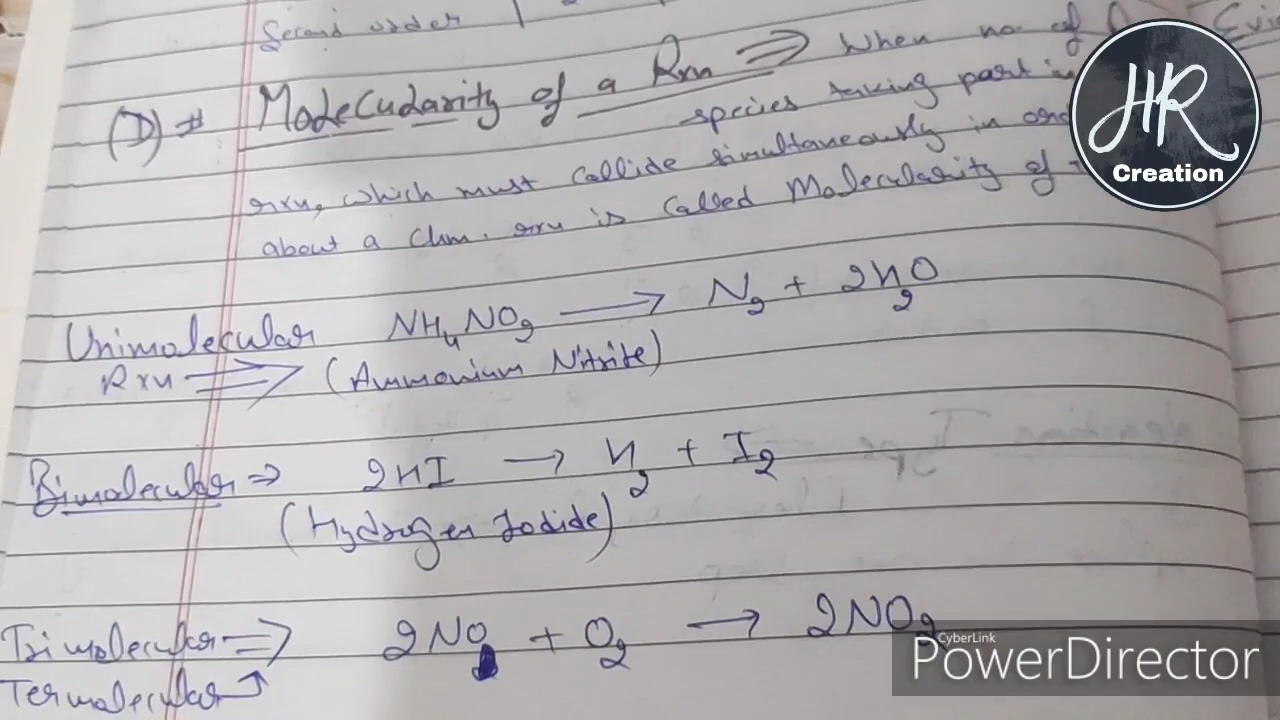 Second order
(D) # Molecularity of a Rxn ⇒ When no. of
species taking part in
rxn, which must collide simultaneously in
about a Chm. rxn is called Molecularity of
Unimolecular NH4NO2 → N2 + 2H2O
Rxn ⇒ (Ammonium Nitrite)
Bimolecular ⇒ 2HI → H2 + I2
(Hydrogen Iodide)
Trimolecular ⇒ 2NO + O2 → 2NO2
Termolecular
HR
Creation
CyberLink
PowerDirector